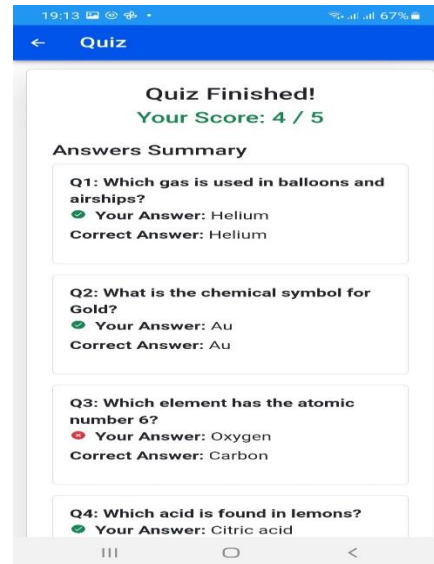 19:13 67%
Quiz
Quiz Finished!
Your Score: 4 / 5
Answers Summary
Q1: Which gas is used in balloons and
airships?
Your Answer: Helium
Correct Answer: Helium
Q2: What is the chemical symbol for
Gold?
Your Answer: Au
Correct Answer: Au
Q3: Which element has the atomic
number 6?
Your Answer: Oxygen
Correct Answer: Carbon
Q4: Which acid is found in lemons?
Your Answer: Citric acid